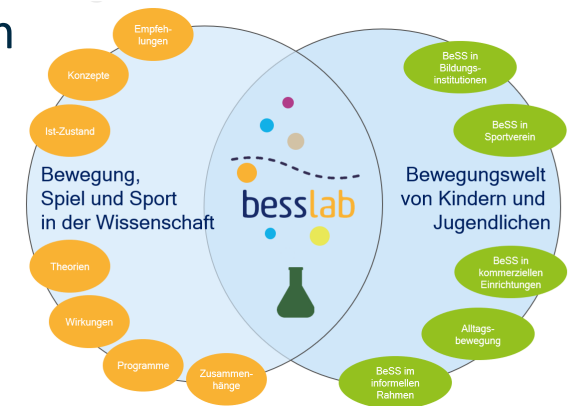 n
Empfeh-
lungen
Konzepte
Ist-Zustand
Bewegung,
Spiel und Sport
in der Wissenschaft
Theorien
Wirkungen
Programme
Zusammen-
hänge
besslab
BeSS in
Bildungs-
institutionen
BeSS in
Sportverein
Bewegungswelt
von Kindern und
Jugendlichen
BeSS in
kommerziellen
Einrichtungen
Alltags-
bewegung
BeSS im
informellen
Rahmen